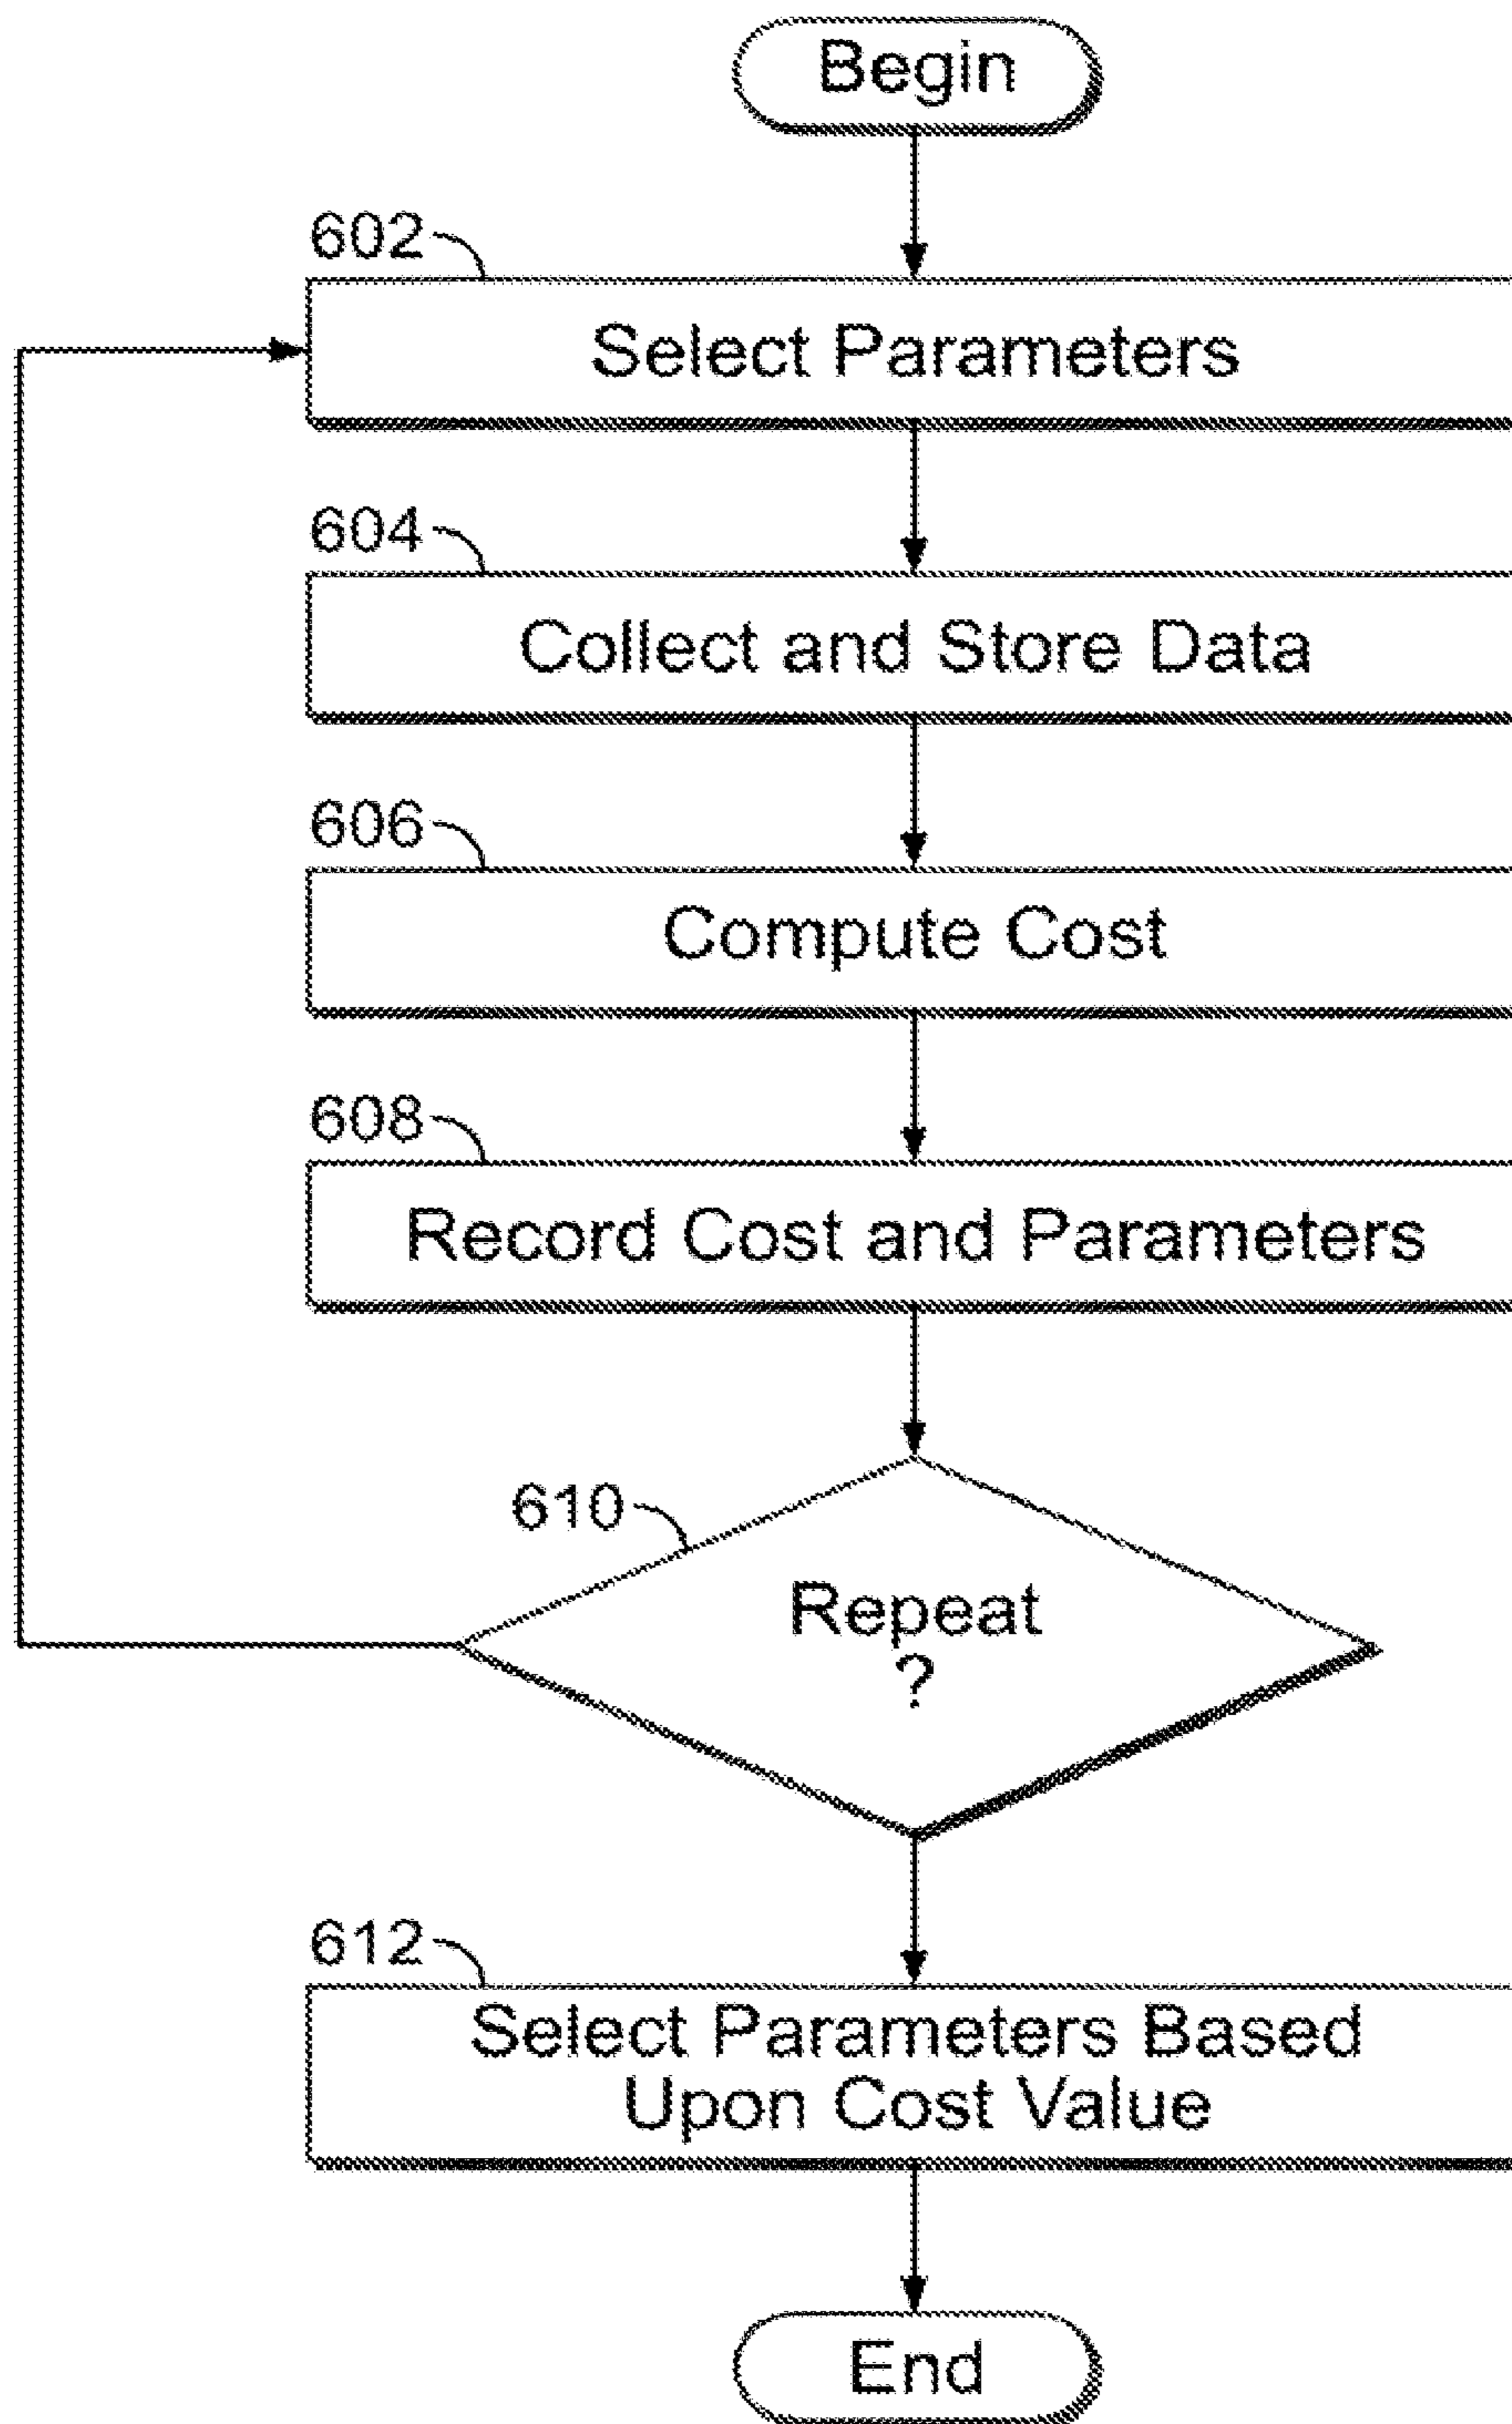 Begin
602
Select Parameters
604
Collect and Store Data
606
Compute Cost
608
Record Cost and Parameters
610
Repeat
?
612
Select Parameters Based
Upon Cost Value
End